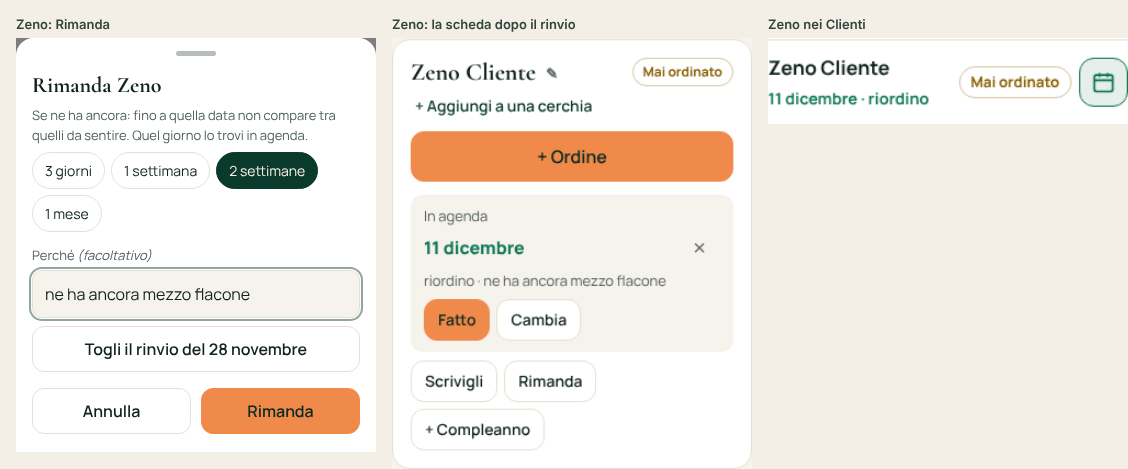 Zeno: Rimanda
Rimanda Zeno
Se ne ha ancora: fino a quella data non compare tra
quelli da sentire. Quel giorno lo trovi in agenda.
3 giorni
1 settimana
2 settimane
1 mese
Perché (facoltativo)
ne ha ancora mezzo flacone
Togli il rinvio del 28 novembre
Annulla
Rimanda
Zeno: la scheda dopo il rinvio
Zeno Cliente ✎
Mai ordinato
+ Aggiungi a una cerchia
+ Ordine
In agenda
11 dicembre
✕
riordino · ne ha ancora mezzo flacone
Fatto
Cambia
Scrivigli
Rimanda
+ Compleanno
Zeno nei Clienti
Zeno Cliente
11 dicembre · riordino
Mai ordinato